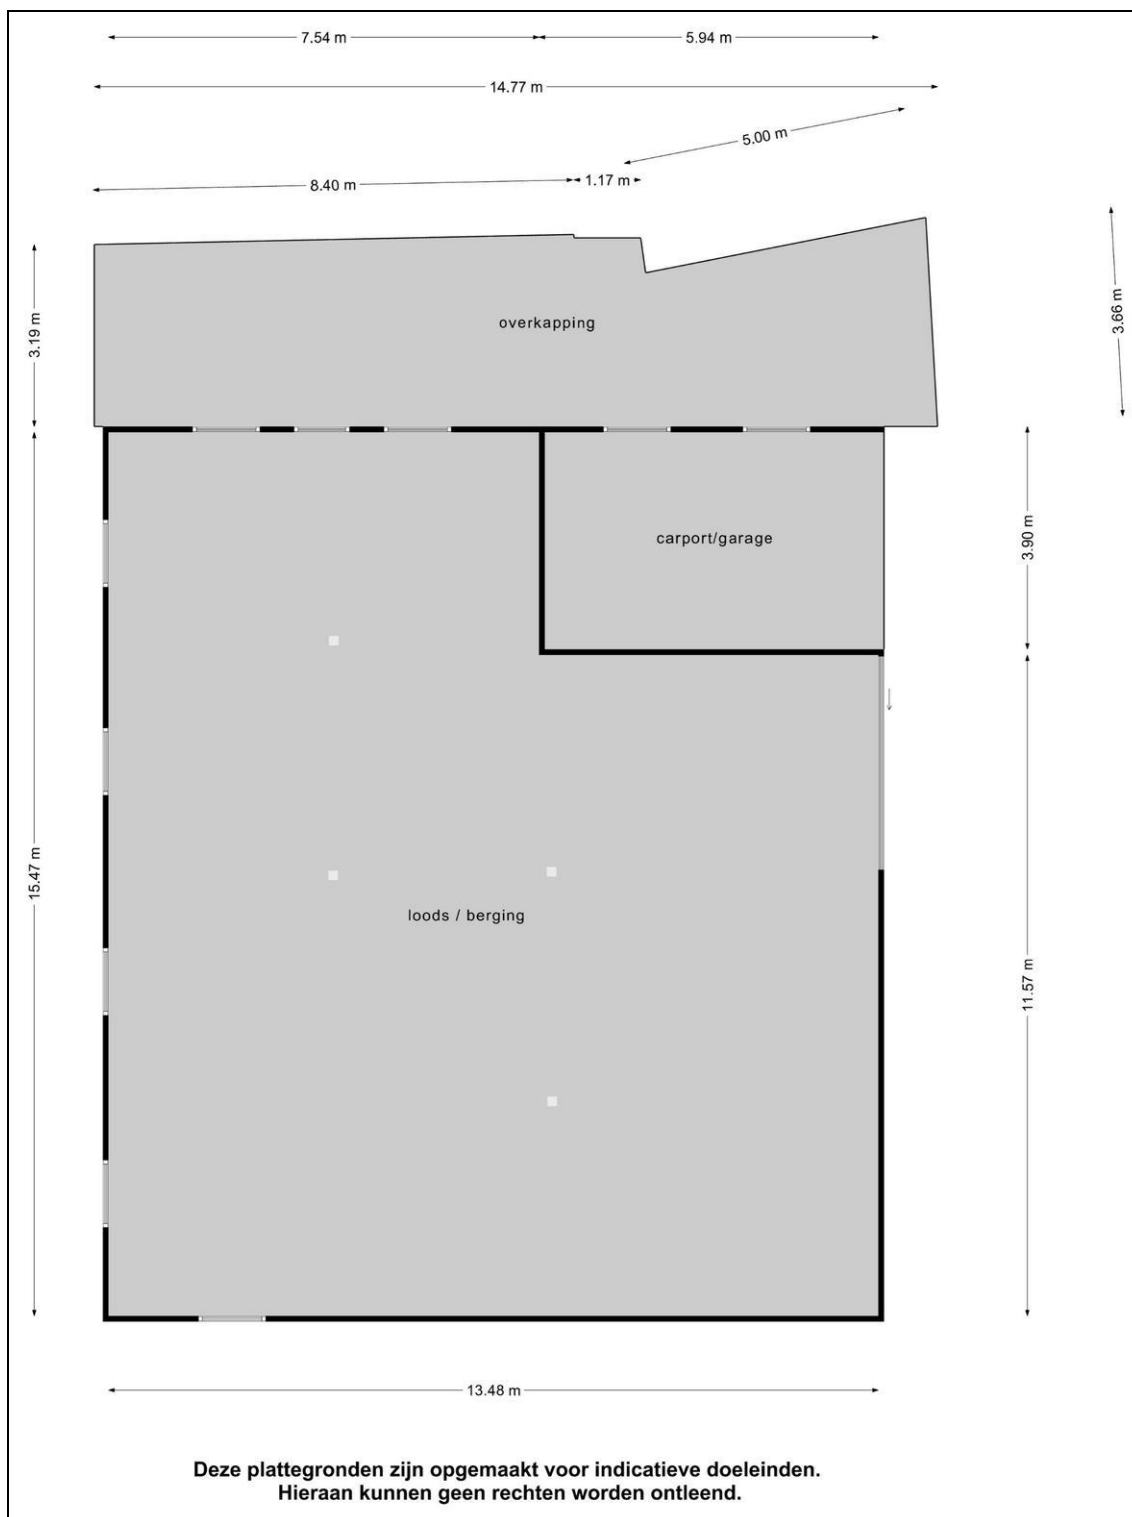 7.54 m
5.94 m
14.77 m
5.00 m
8.40 m
1.17 m
3.19 m
overkapping
3.66 m
carport/garage
3.90 m
15.47 m
loods / berging
11.57 m
13.48 m
Deze plattegronden zijn opgemaakt voor indicatieve doeleinden.
Hieraan kunnen geen rechten worden ontleend.